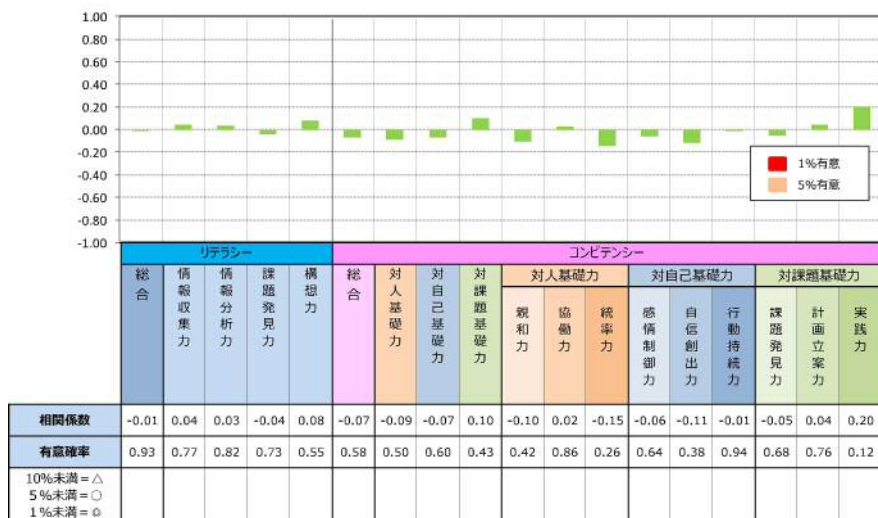 1.00
0.80
0.60
0.40
0.20
0.00
-0.20
-0.40
-0.60
-0.80
-1.00
1%有意
5%有意
リテラシー
コンピテンシー
総合
情報収集力
情報分析力
課題発見力
構想力
総合
対人基礎力
対自己基礎力
対課題基礎力
対人基礎力
対自己基礎力
対課題基礎力
親和力
協働力
統率力
感情制御力
自信創出力
行動持続力
課題発見力
計画立案力
実践力
相関係数 -0.01 0.04 0.03 -0.04 0.08 -0.07 -0.09 -0.07 0.10 -0.10 0.02 -0.15 -0.06 -0.11 -0.01 -0.05 0.04 0.20
有意確率 0.93 0.77 0.82 0.73 0.55 0.58 0.50 0.60 0.43 0.42 0.86 0.26 0.64 0.38 0.94 0.68 0.76 0.12
10%未満=△
5%未満=○
1%未満=◎